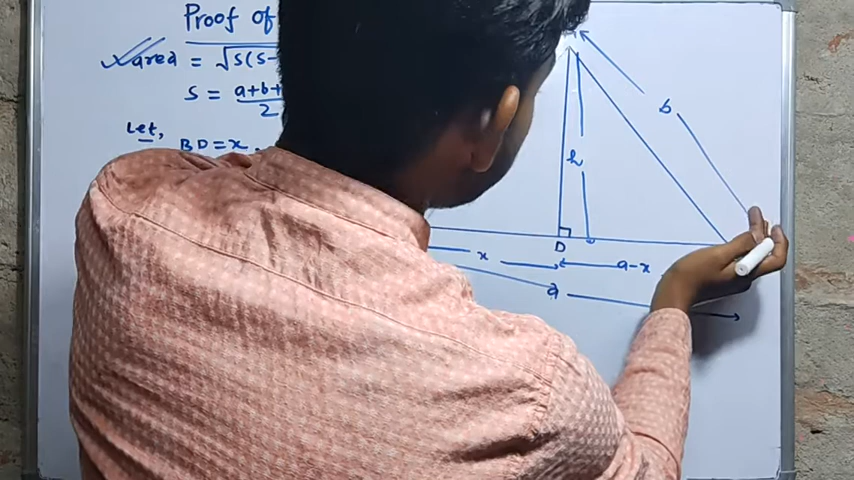 Proof of
✓ area = √s(s-
s = a+b+
2
Let,
BD = x
b
h
D
x
a-x
a